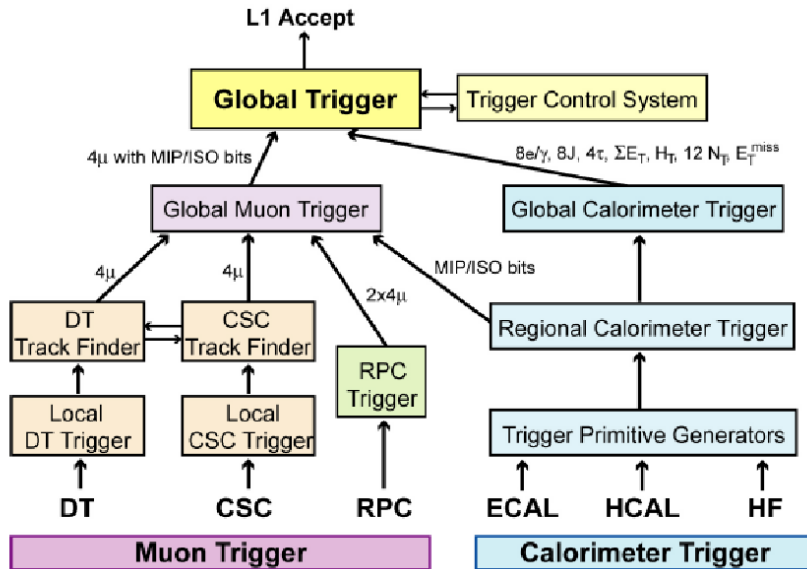 L1 Accept
Global Trigger
Trigger Control System
4μ with MIP/ISO bits
8e/γ, 8J, 4τ, ΣE_T, H_T, 12 N_T, E_T^miss
Global Muon Trigger
Global Calorimeter Trigger
4μ
4μ
MIP/ISO bits
2x4μ
DT
Track Finder
CSC
Track Finder
Regional Calorimeter Trigger
RPC
Trigger
Local
DT Trigger
Local
CSC Trigger
Trigger Primitive Generators
DT
CSC
RPC
ECAL
HCAL
HF
Muon Trigger
Calorimeter Trigger